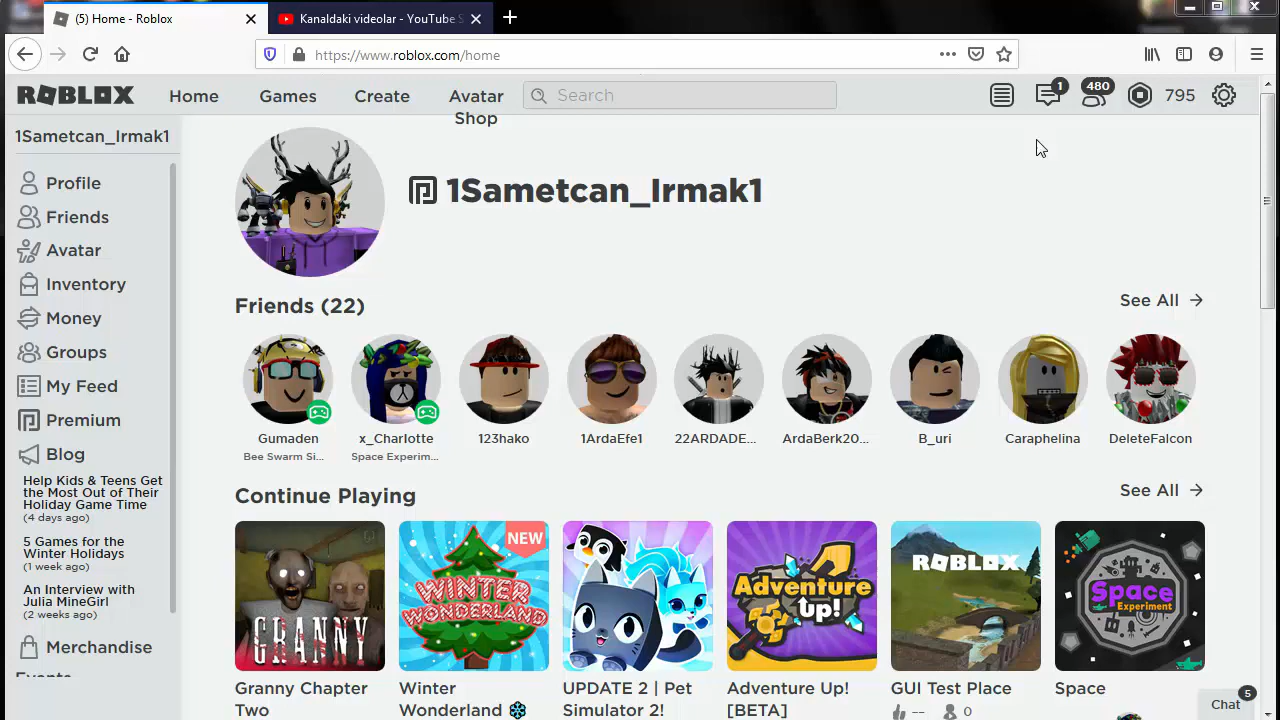 (5) Home - Roblox
Kanaldaki videolar - YouTube S
https://www.roblox.com/home
ROBLOX
Home
Games
Create
Avatar
Shop
Search
1
480
795
1Sametcan_Irmak1
Profile
Friends
Avatar
Inventory
Money
Groups
My Feed
Premium
Blog
Help Kids & Teens Get
the Most Out of Their
Holiday Game Time
(4 days ago)
5 Games for the
Winter Holidays
(1 week ago)
An Interview with
Julia MineGirl
(2 weeks ago)
Merchandise
Events
1Sametcan_Irmak1
Friends (22)
See All
Gumaden
Bee Swarm Si...
x_Charlotte
Space Experim...
123hako
1ArdaEfe1
22ARDADE...
ArdaBerk20...
B_uri
Caraphelina
DeleteFalcon
Continue Playing
See All
GRANNY
NEW
WINTER
WONDERLAND
Adventure
Up!
ROBLOX
Space
Experiment
Granny Chapter
Two
Winter
Wonderland
UPDATE 2 | Pet
Simulator 2!
Adventure Up!
[BETA]
GUI Test Place
--
0
Space
Chat
5